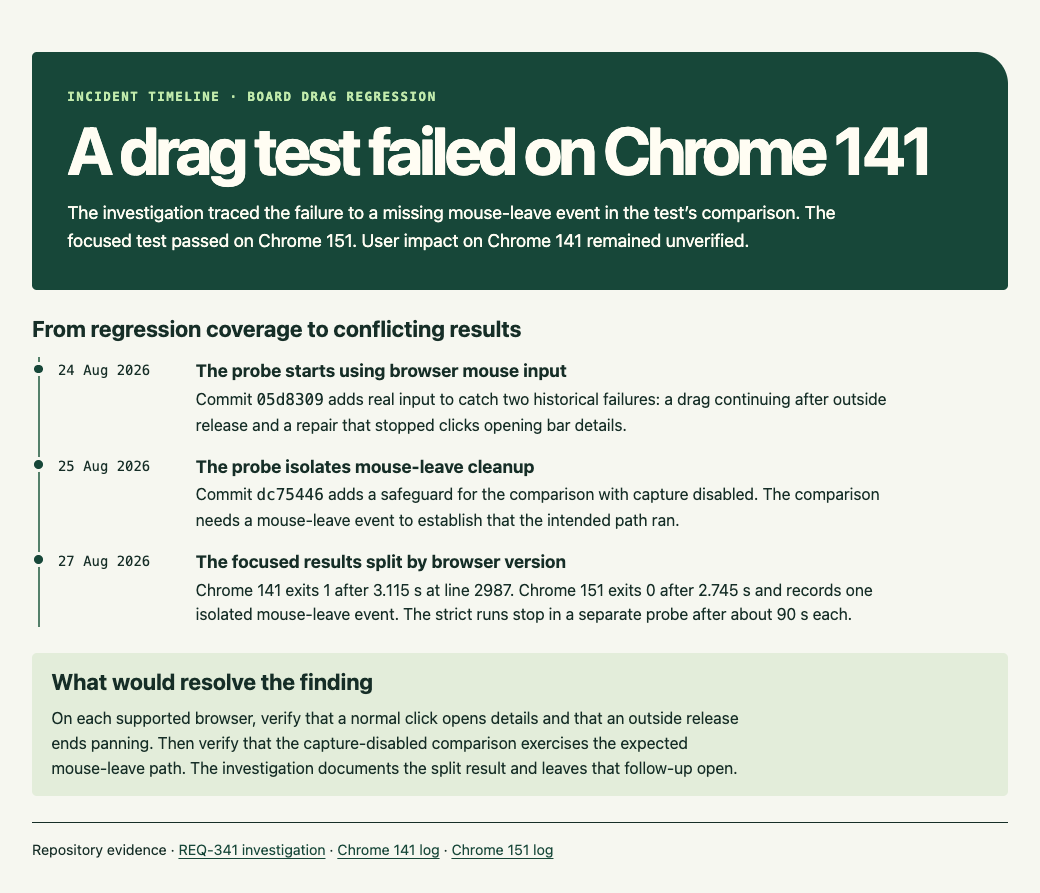 INCIDENT TIMELINE · BOARD DRAG REGRESSION
A drag test failed on Chrome 141
The investigation traced the failure to a missing mouse-leave event in the test’s comparison. The
focused test passed on Chrome 151. User impact on Chrome 141 remained unverified.
From regression coverage to conflicting results
24 Aug 2026
The probe starts using browser mouse input
Commit 05d8309 adds real input to catch two historical failures: a drag continuing after outside
release and a repair that stopped clicks opening bar details.
25 Aug 2026
The probe isolates mouse-leave cleanup
Commit dc75446 adds a safeguard for the comparison with capture disabled. The comparison
needs a mouse-leave event to establish that the intended path ran.
27 Aug 2026
The focused results split by browser version
Chrome 141 exits 1 after 3.115 s at line 2987. Chrome 151 exits 0 after 2.745 s and records one
isolated mouse-leave event. The strict runs stop in a separate probe after about 90 s each.
What would resolve the finding
On each supported browser, verify that a normal click opens details and that an outside release
ends panning. Then verify that the capture-disabled comparison exercises the expected
mouse-leave path. The investigation documents the split result and leaves that follow-up open.
Repository evidence · REQ-341 investigation · Chrome 141 log · Chrome 151 log